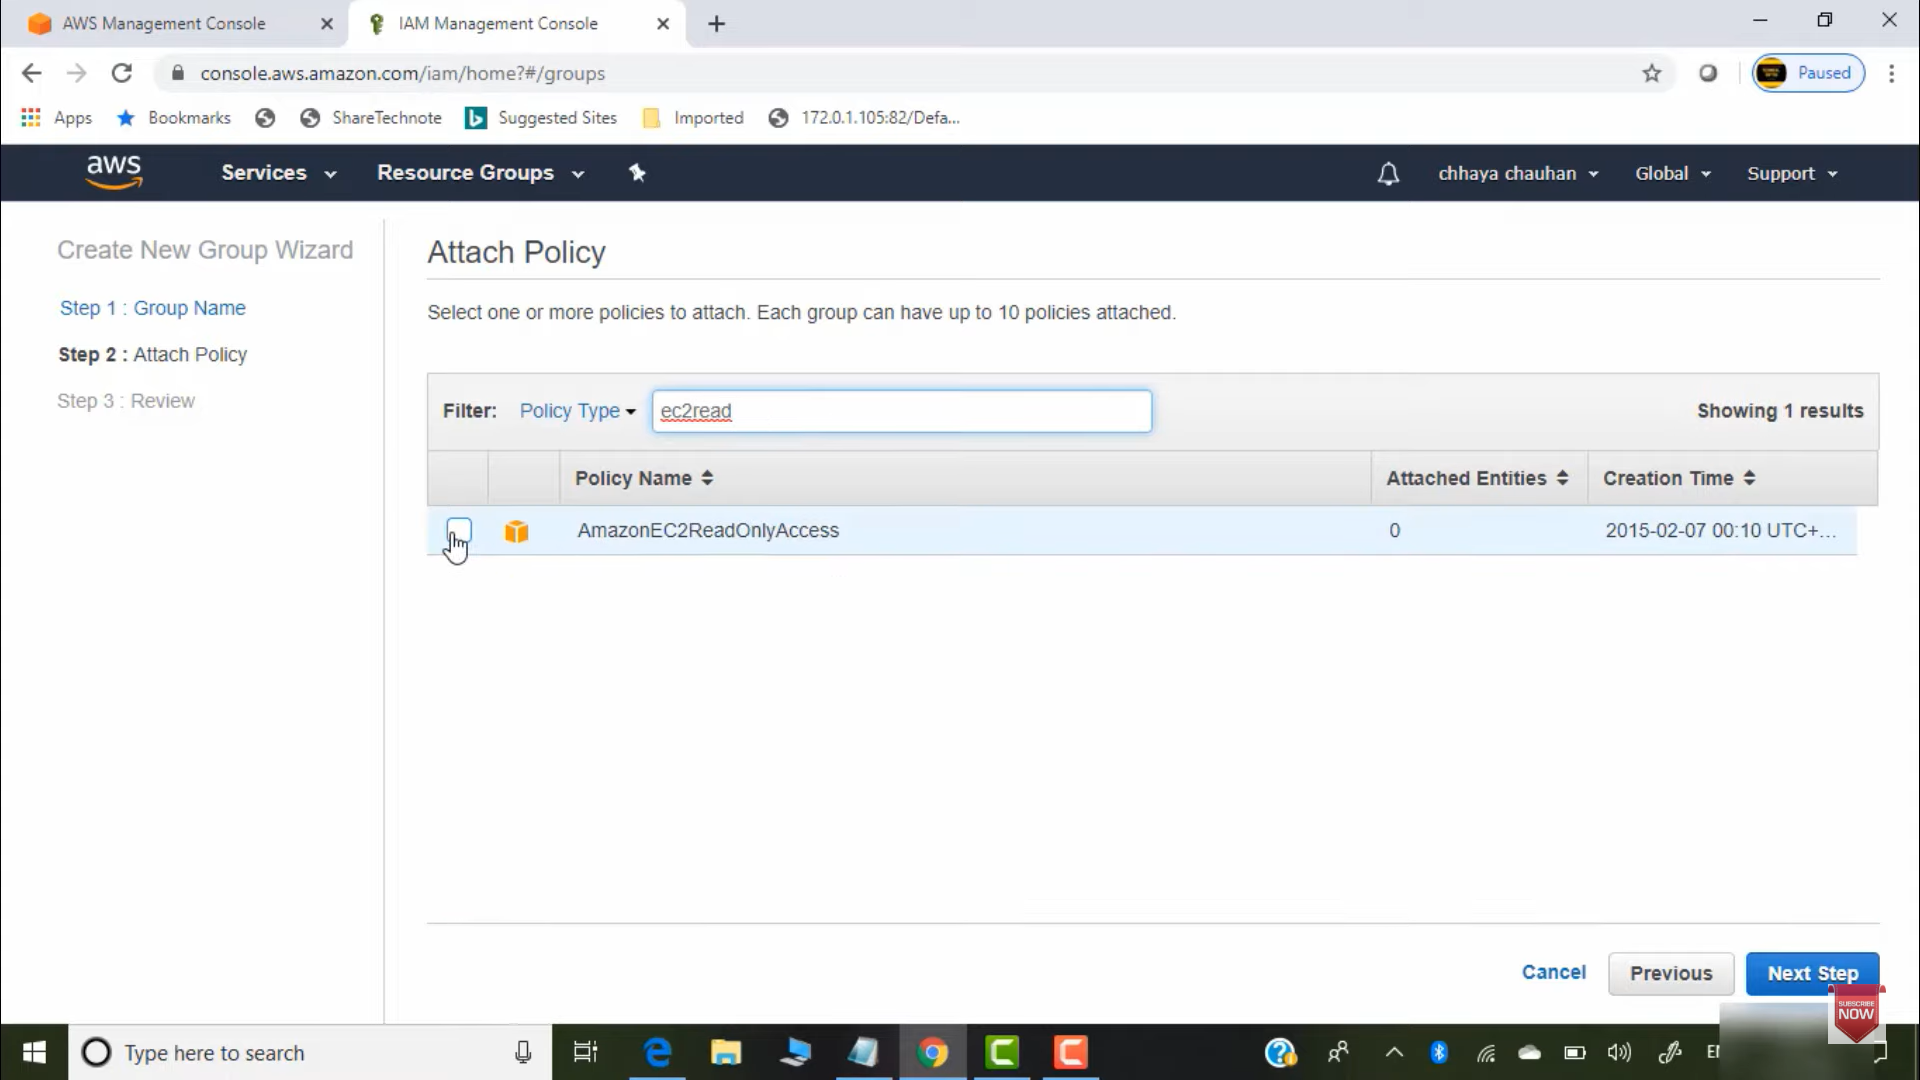 AWS Management Console
IAM Management Console
console.aws.amazon.com/iam/home?#/groups
Paused
Apps
Bookmarks
ShareTechnote
Suggested Sites
Imported
172.0.1.105:82/Defa...
aws
Services
Resource Groups
chhaya chauhan
Global
Support
Create New Group Wizard
Step 1 : Group Name
Step 2 : Attach Policy
Step 3 : Review
Attach Policy
Select one or more policies to attach. Each group can have up to 10 policies attached.
Filter: Policy Type ec2read Showing 1 results
Policy Name Attached Entities Creation Time
AmazonEC2ReadOnlyAccess 0 2015-02-07 00:10 UTC+...
Cancel Previous Next Step
SUBSCRIBE
NOW
Type here to search